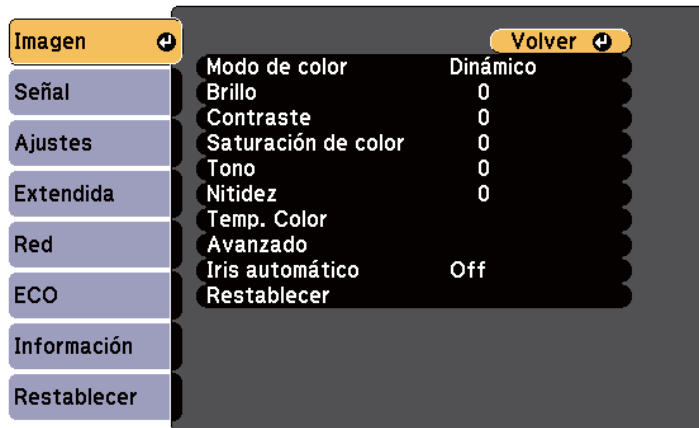 Imagen
Señal
Ajustes
Extendida
Red
ECO
Información
Restablecer
Volver
Modo de color Dinámico
Brillo 0
Contraste 0
Saturación de color 0
Tono 0
Nitidez 0
Temp. Color
Avanzado
Iris automático Off
Restablecer